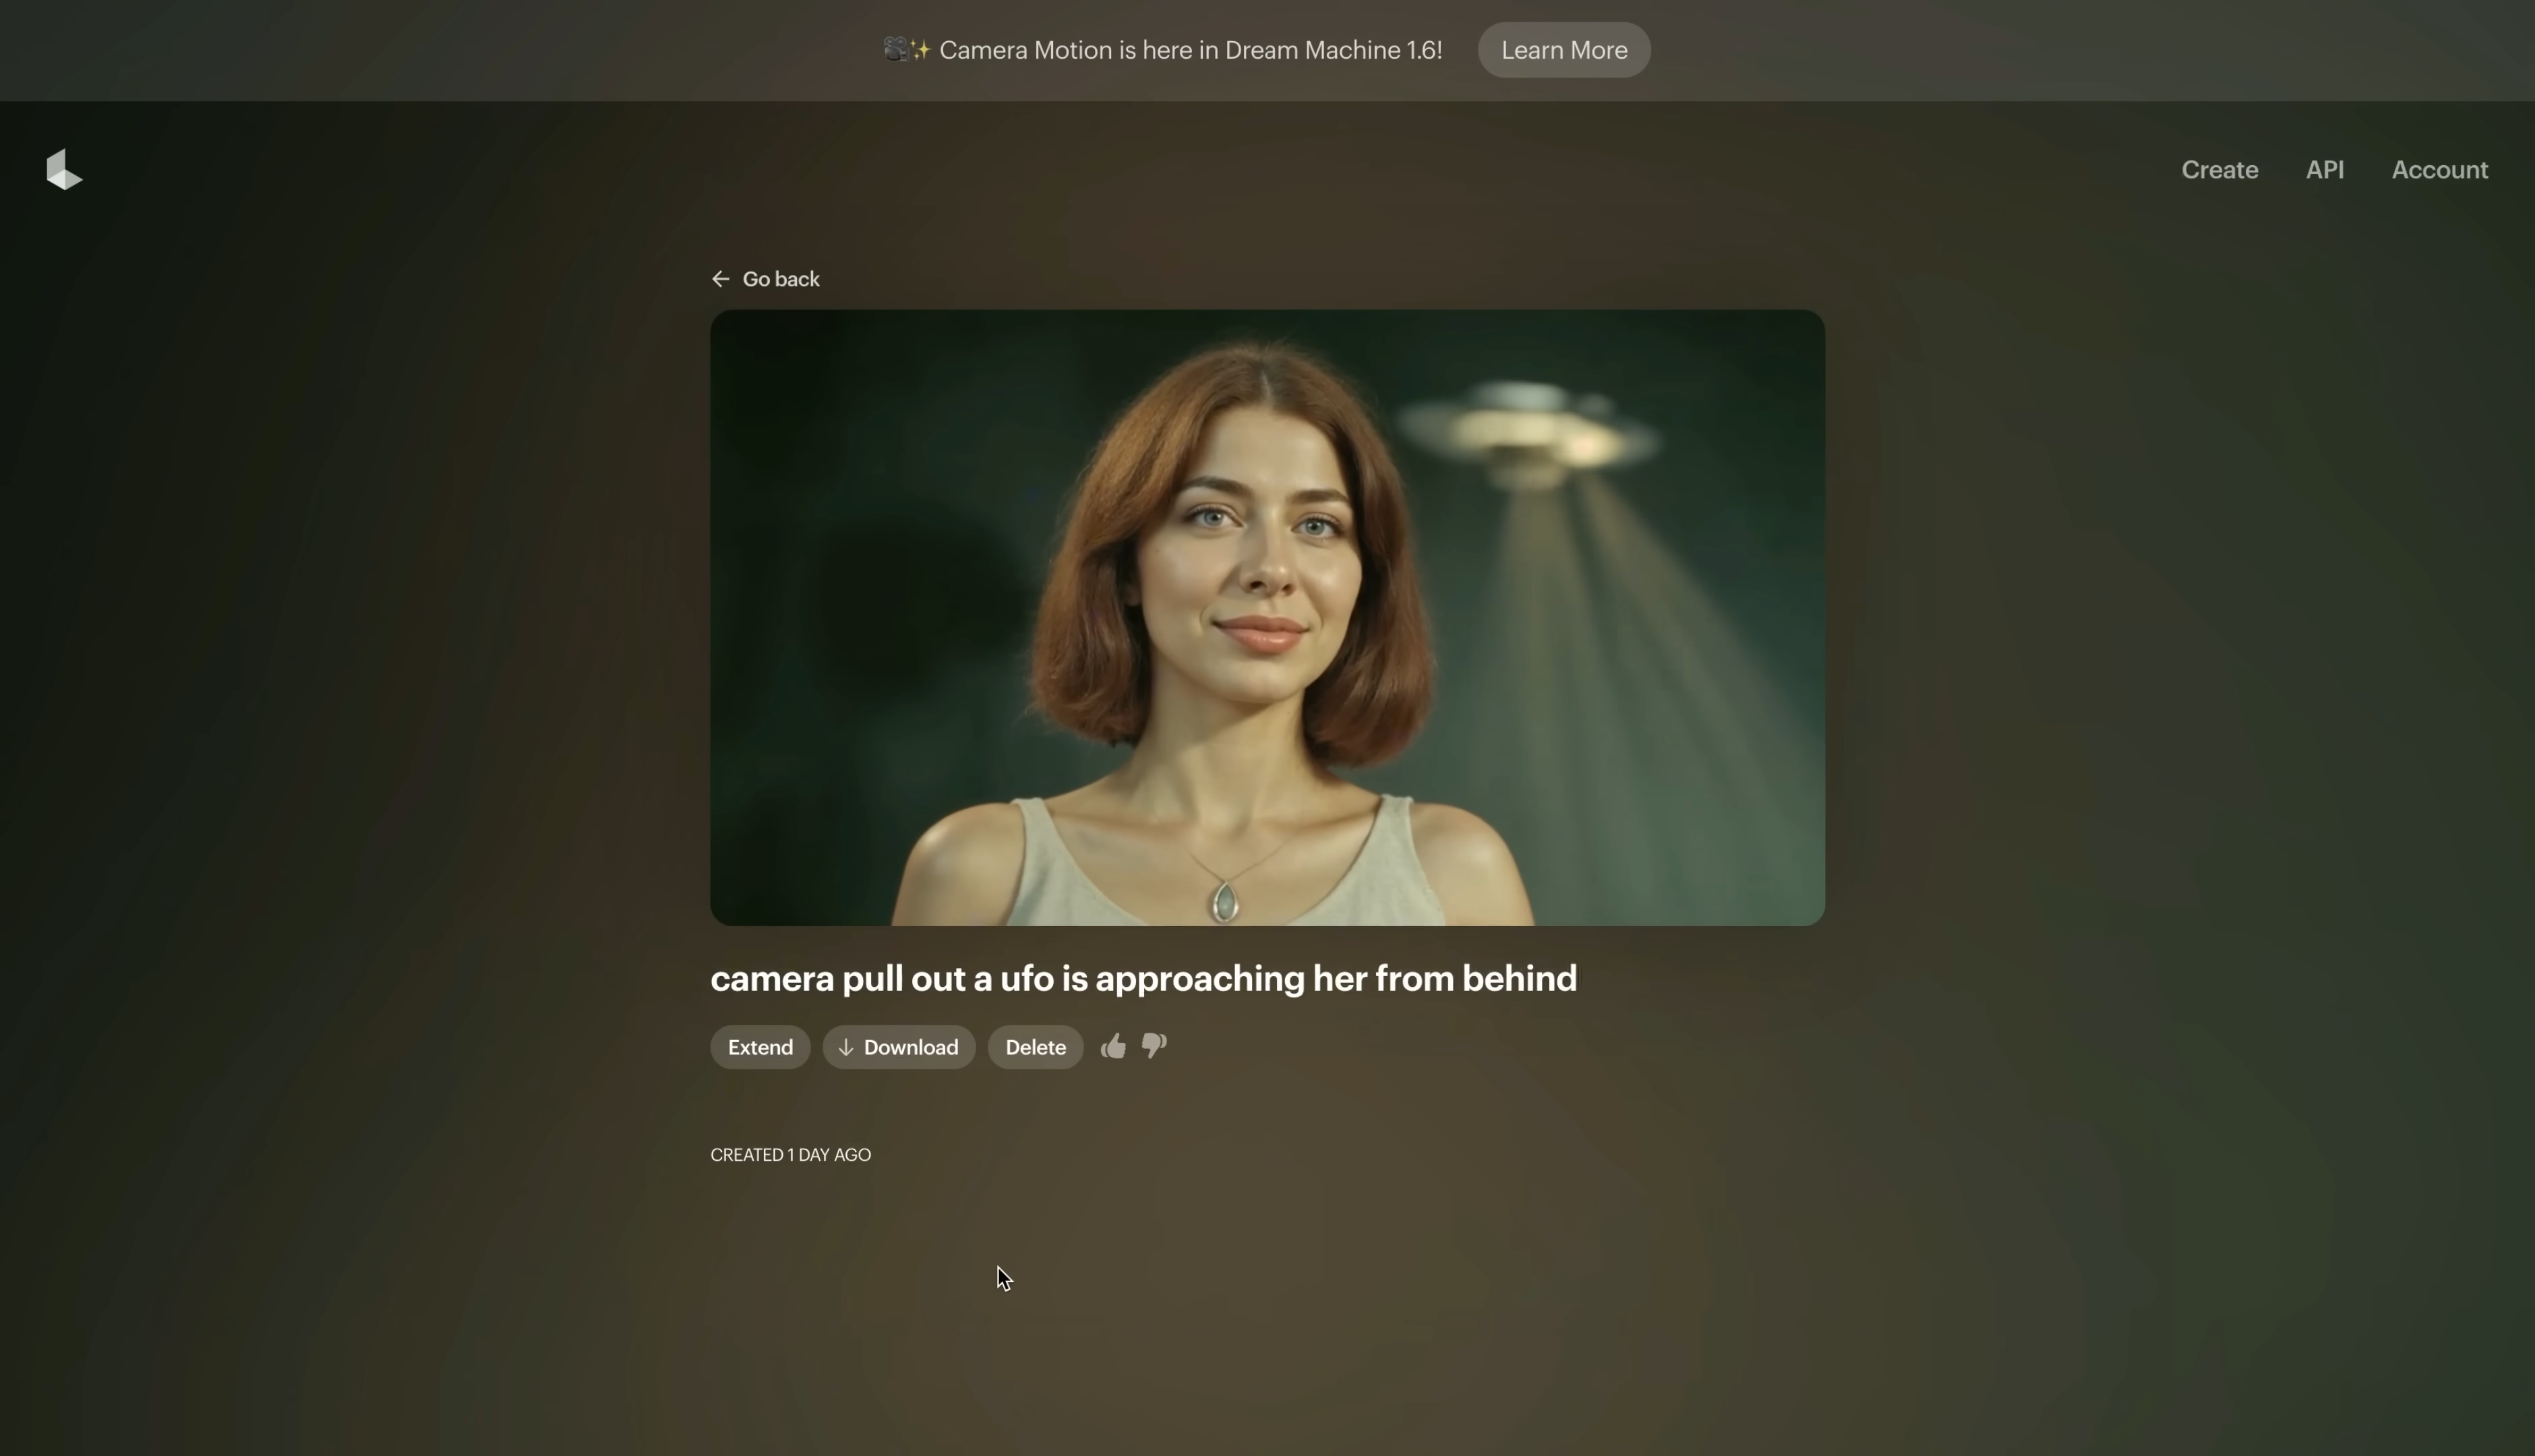 🎥✨ Camera Motion is here in Dream Machine 1.6!
Learn More
Create
API
Account
← Go back
camera pull out a ufo is approaching her from behind
Extend
↓ Download
Delete
CREATED 1 DAY AGO